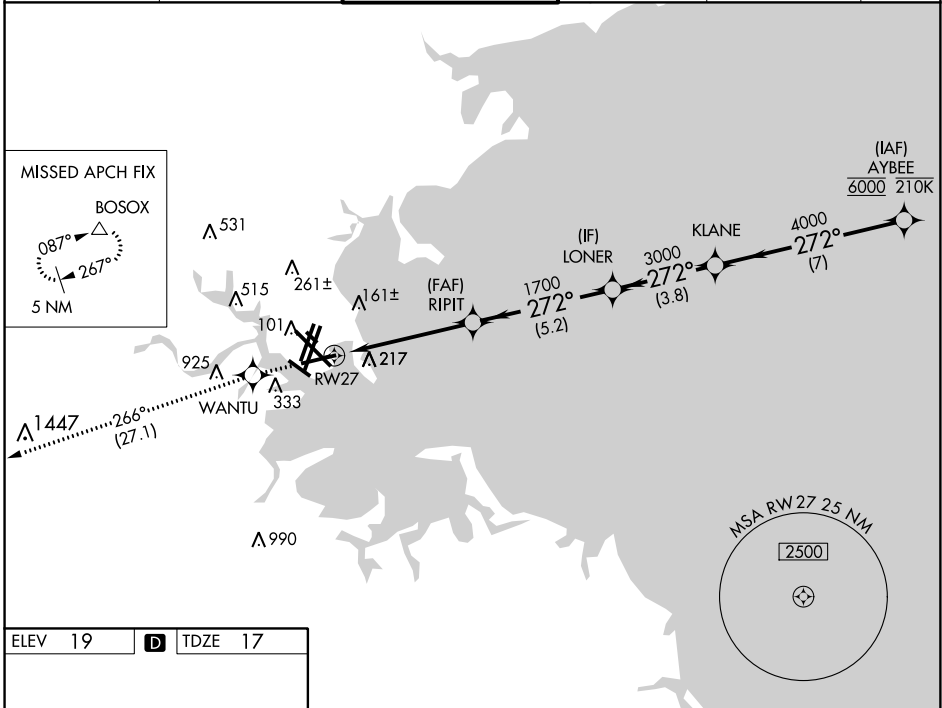 MISSED APCH FIX
BOSOX
087°
267°
5 NM
531
261±
515
161±
101
925
217
RW27
WANTU
333
1447
266°
(27.1)
990
(FAF)
RIPIT
1700
272°
(5.2)
(IF)
LONER
3000
272°
(3.8)
KLANE
4000
272°
(7)
(IAF)
AYBEE
6000 210K
MSA RW27 25 NM
2500
ELEV 19 D TDZE 17